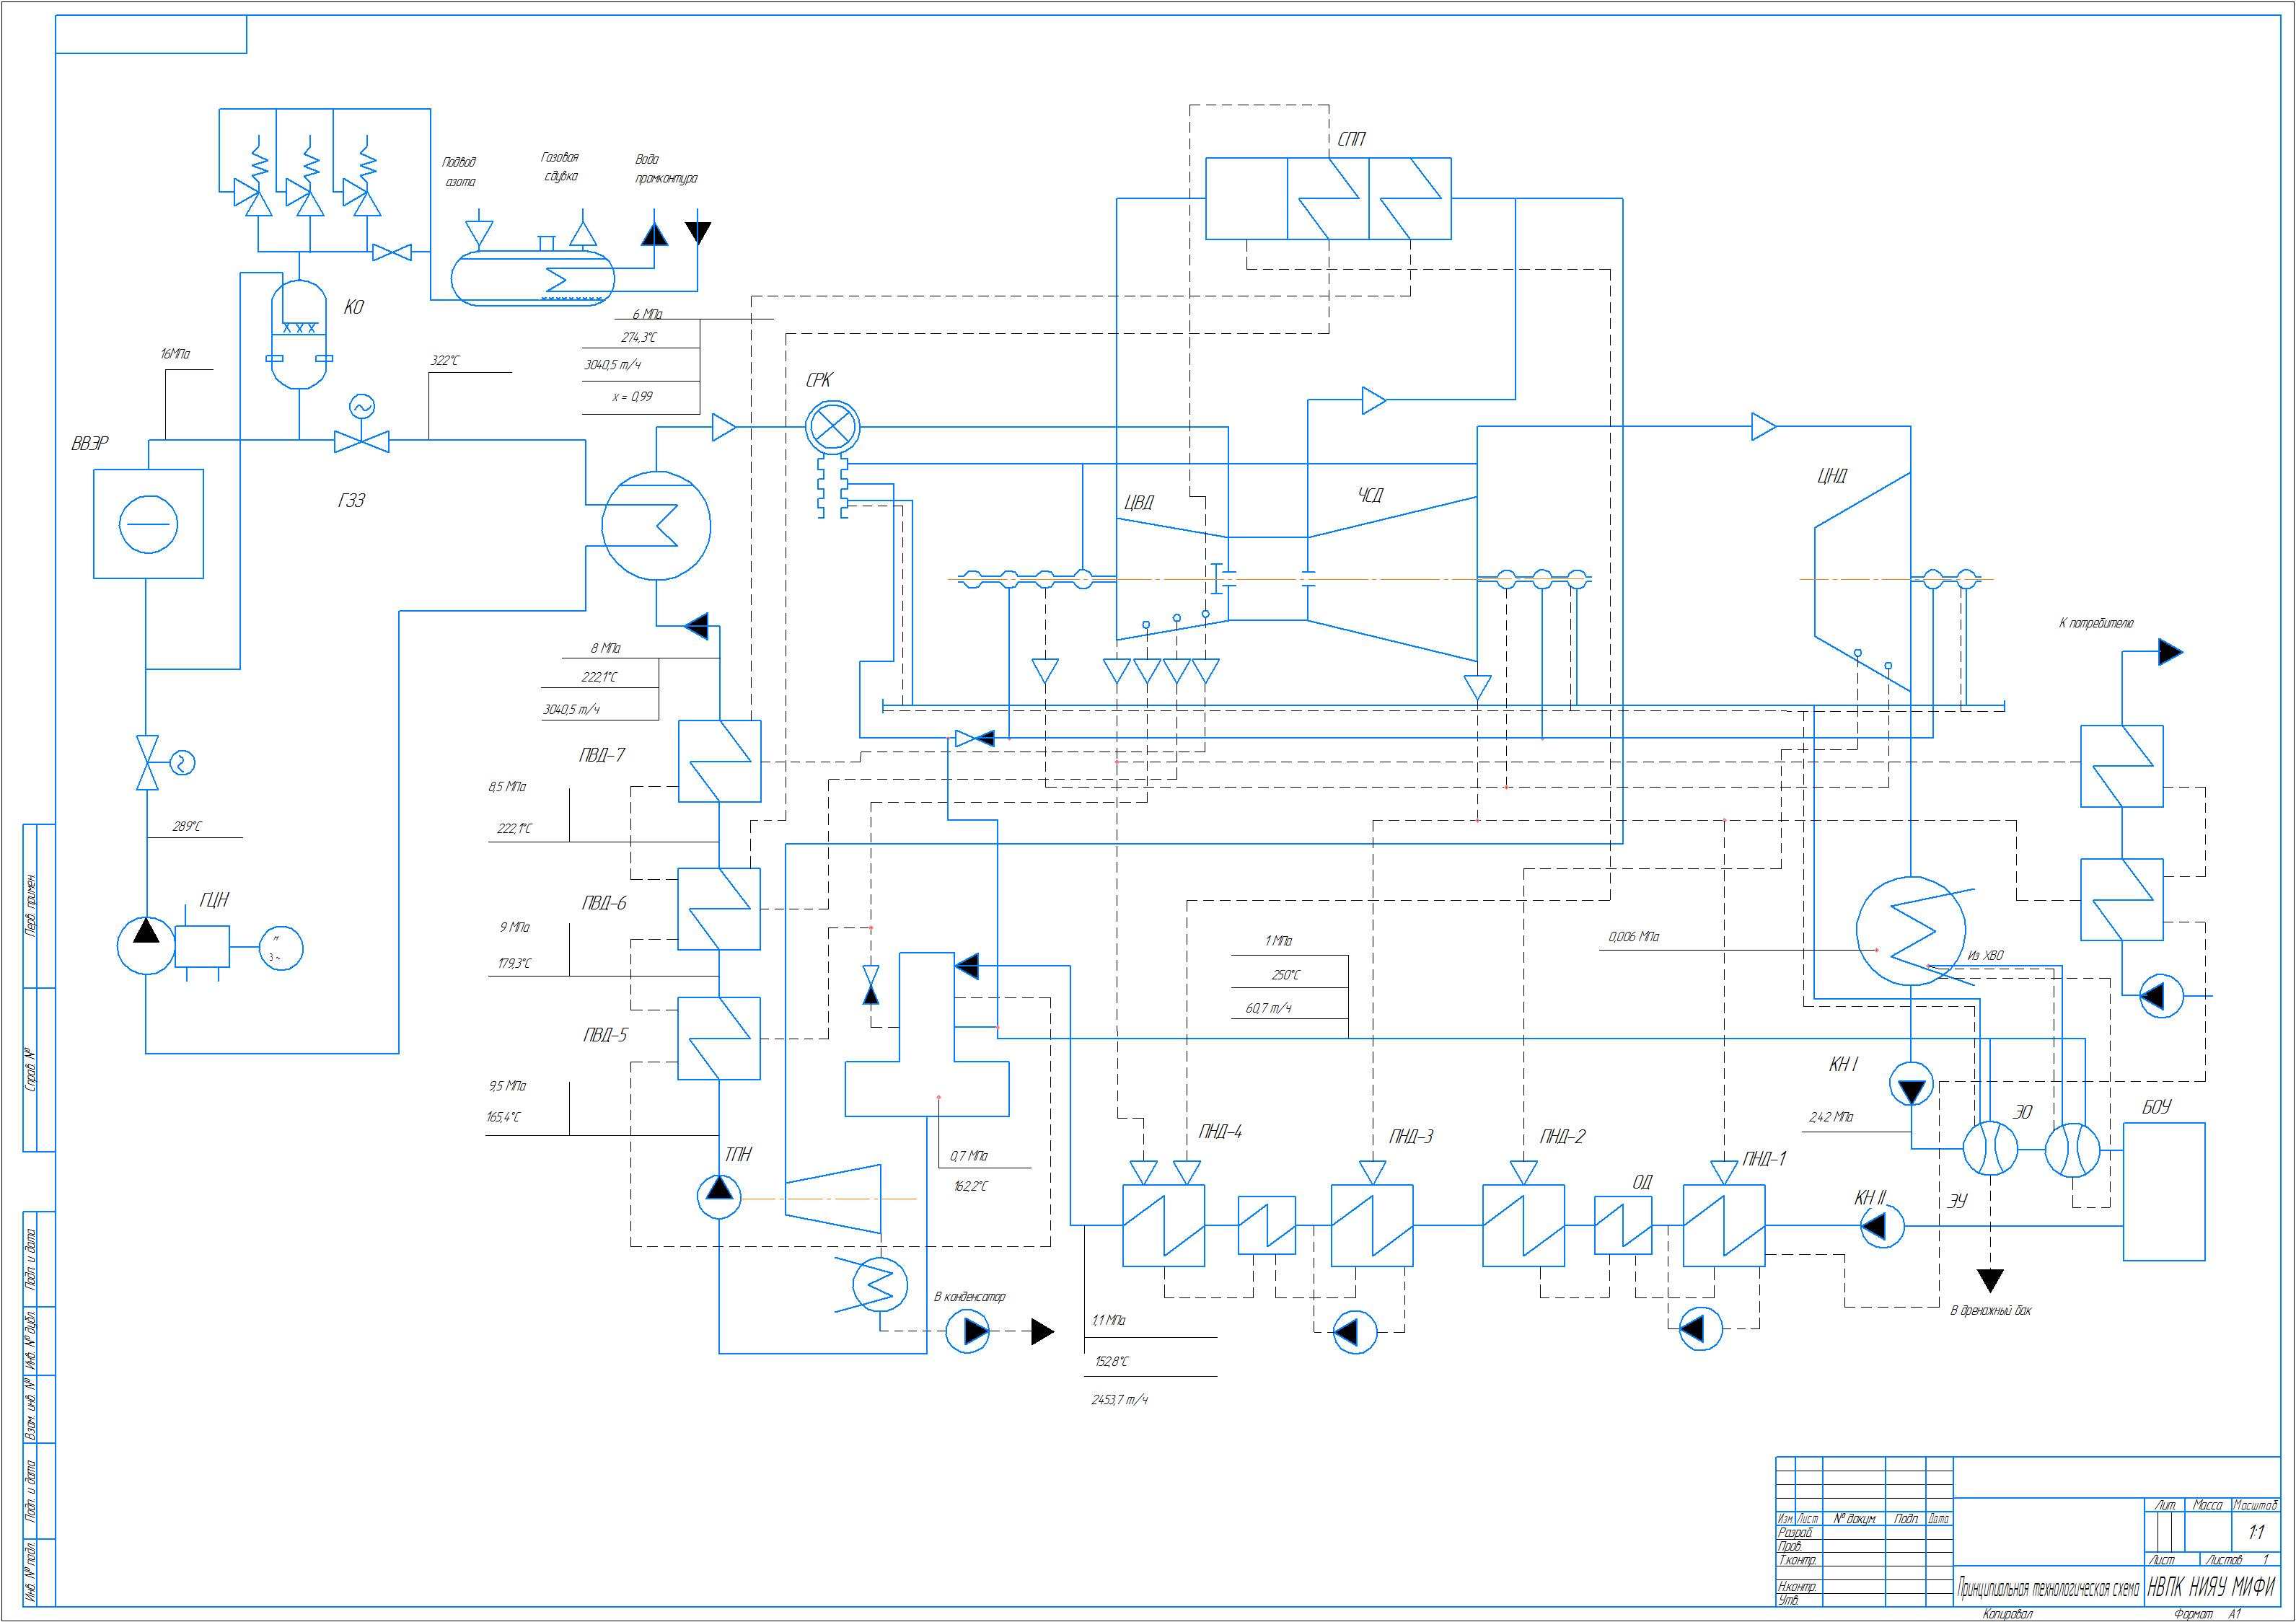 СПП
Подвод
азота
Газовая
сдувка
Вода
промконтура
КО
6 МПа
274,3°С
3040,5 т/ч
х = 0,99
16МПа
322°С
СРК
ВВЭР
ГЗЗ
ЦВД
ЧСД
ЦНД
К потребителю
8 МПа
222,1°С
3040,5 т/ч
ПВД-7
8,5 МПа
222,1°С
289°С
ГЦН
М
3 ~
ПВД-6
9 МПа
179,3°С
ПВД-5
9,5 МПа
165,4°С
ТПН
0,7 МПа
162,2°С
1 МПа
250°С
60,7 т/ч
0,006 МПа
Из ХВО
КН I
2,42 МПа
ЭО
БОУ
ПНД-4
ПНД-3
ПНД-2
ОД
ПНД-1
КН II
ЭУ
В конденсатор
В дренажный бак
1,1 МПа
152,8°С
2453,7 т/ч
Перв. примен.
Справ. №
Подп. и дата
Инв. № дубл.
Взам. инв. №
Подп. и дата
Инв. № подл.
Лит. Масса Масштаб
Изм. Лист № докум. Подп. Дата
Разраб.
Пров.
Т.контр.
1:1
Лист Листов 1
Н.контр.
Утв.
Принципиальная технологическая схема
НВПК НИЯУ МИФИ
Копировал Формат А1